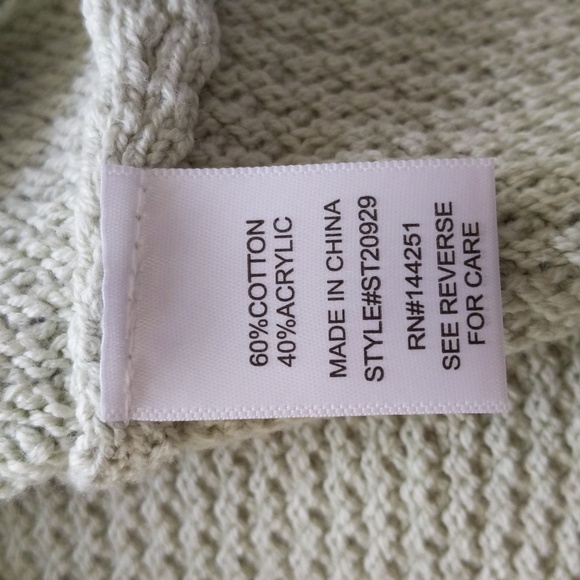 60%COTTON
40%ACRYLIC
MADE IN CHINA
STYLE#ST20929
RN#144251
SEE REVERSE
FOR CARE